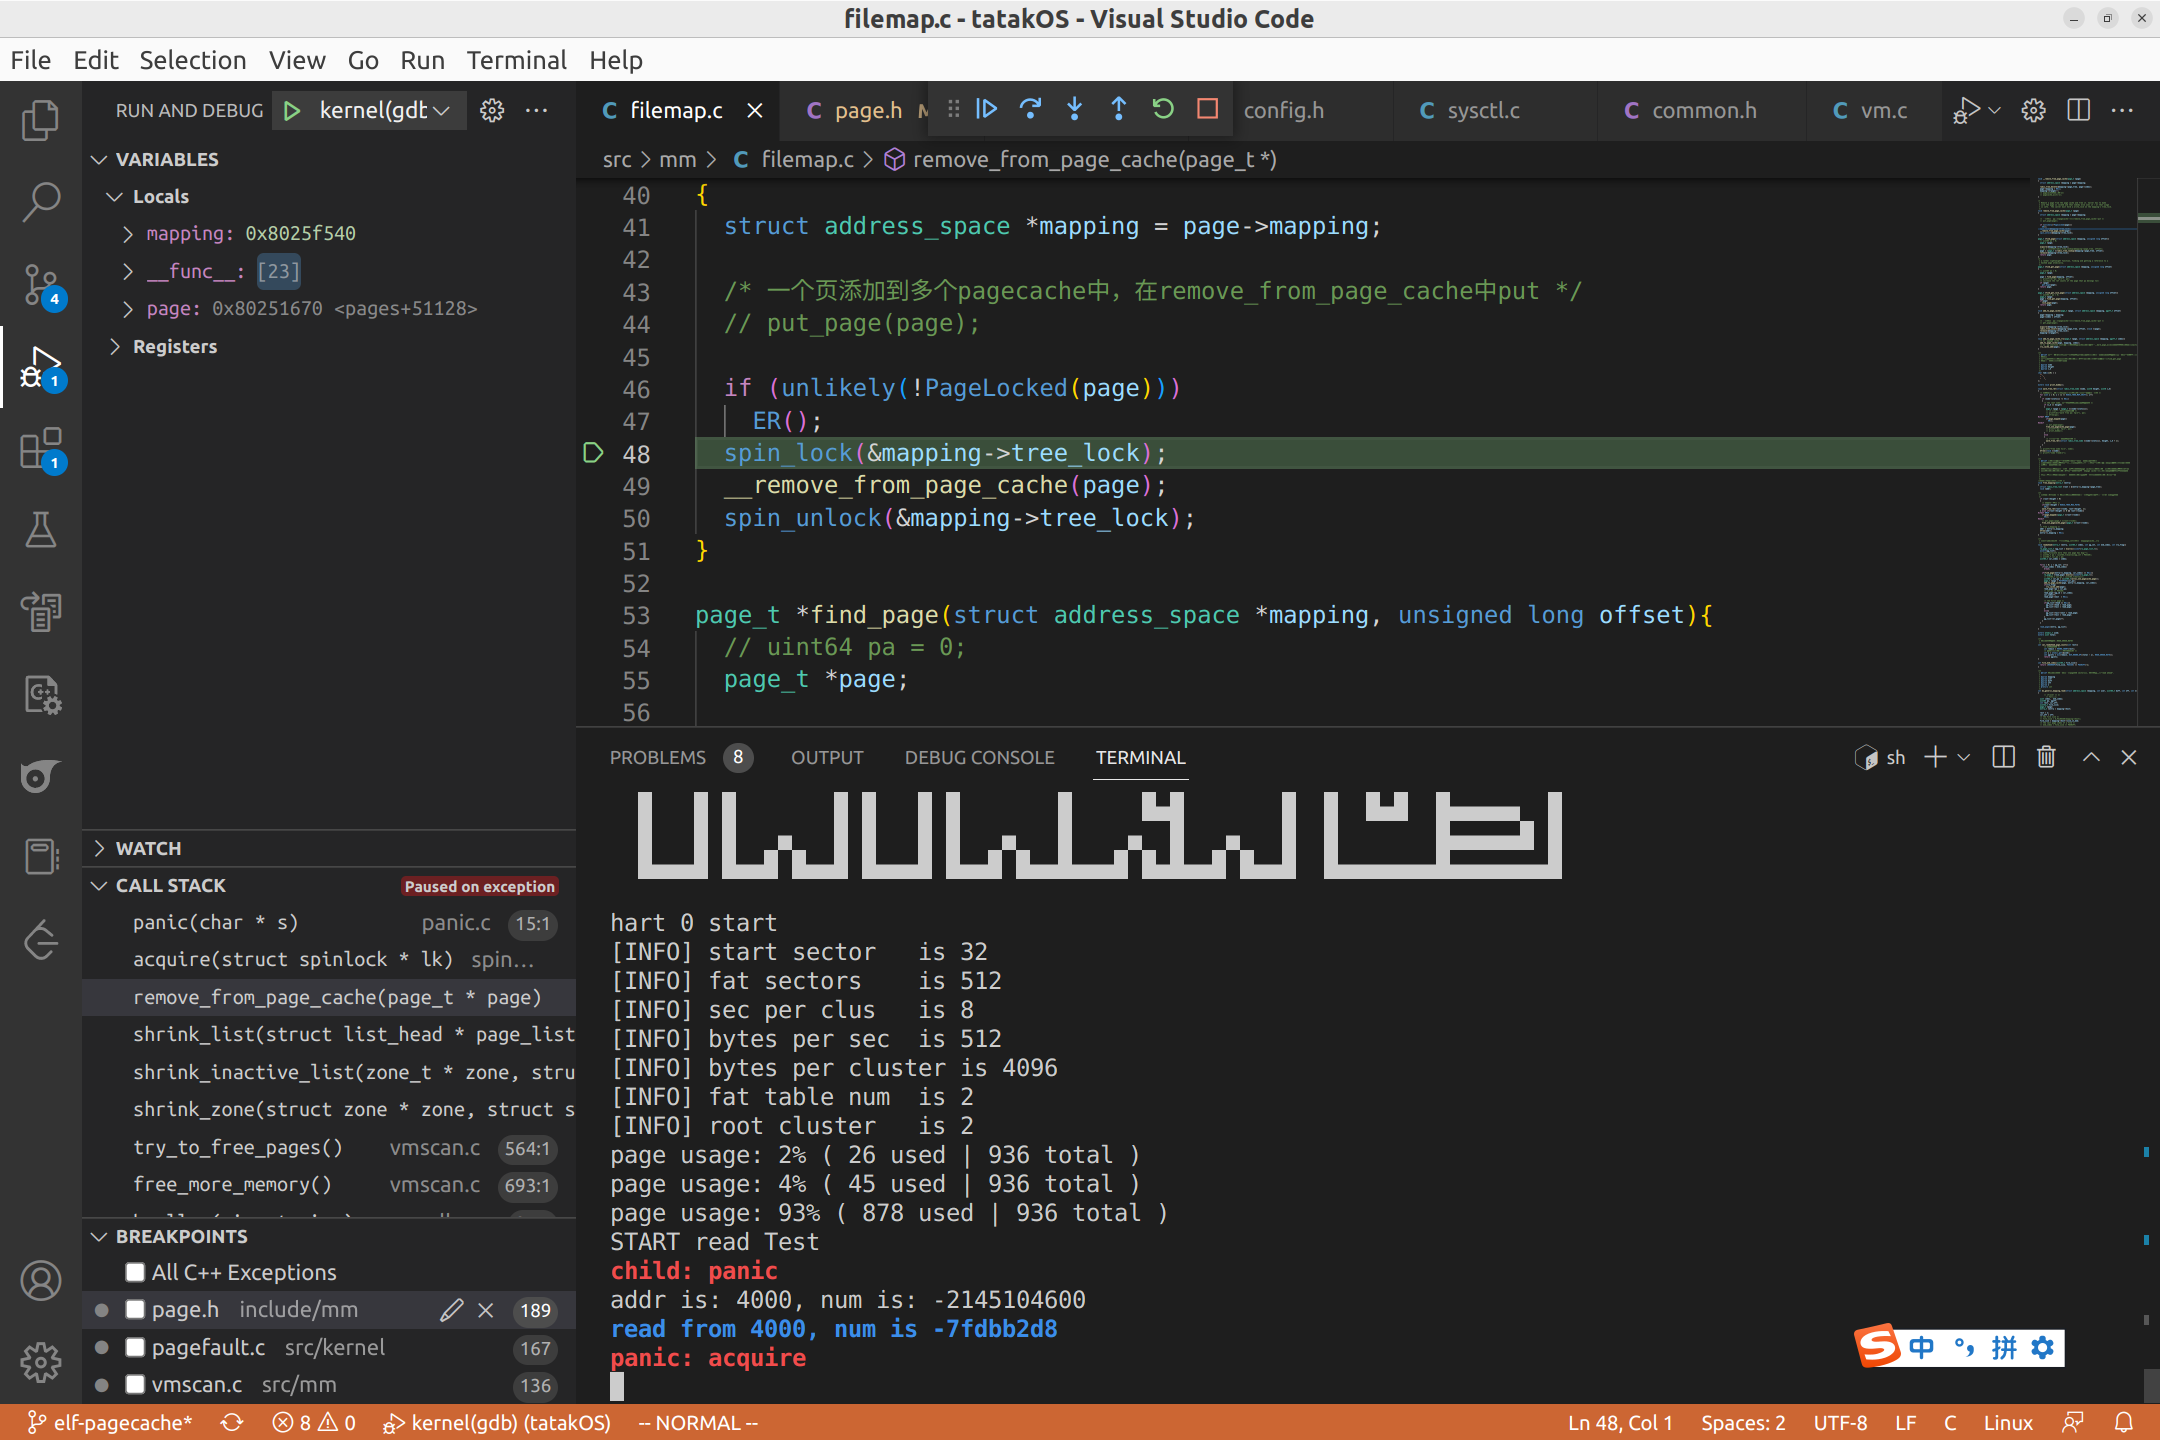 filemap.c - tatakOS - Visual Studio Code
File Edit Selection View Go Run Terminal Help
RUN AND DEBUG kernel(gdb
VARIABLES
Locals
mapping: 0x8025f540
__func__: [23]
page: 0x80251670 <pages+51128>
Registers
WATCH
CALL STACK Paused on exception
panic(char * s) panic.c 15:1
acquire(struct spinlock * lk) spin...
remove_from_page_cache(page_t * page)
shrink_list(struct list_head * page_list
shrink_inactive_list(zone_t * zone, stru
shrink_zone(struct zone * zone, struct s
try_to_free_pages() vmscan.c 564:1
free_more_memory() vmscan.c 693:1
BREAKPOINTS
All C++ Exceptions
page.h include/mm 189
pagefault.c src/kernel 167
vmscan.c src/mm 136
4
1
1
C filemap.c C page.h M config.h C sysctl.c C common.h C vm.c
src > mm > C filemap.c > remove_from_page_cache(page_t *)
40 {
41 struct address_space *mapping = page->mapping;
42
43 /* 一个页添加到多个pagecache中，在remove_from_page_cache中put */
44 // put_page(page);
45
46 if (unlikely(!PageLocked(page)))
47 ER();
48 spin_lock(&mapping->tree_lock);
49 __remove_from_page_cache(page);
50 spin_unlock(&mapping->tree_lock);
51 }
52
53 page_t *find_page(struct address_space *mapping, unsigned long offset){
54 // uint64 pa = 0;
55 page_t *page;
56
PROBLEMS 8 OUTPUT DEBUG CONSOLE TERMINAL sh
hart 0 start
[INFO] start sector is 32
[INFO] fat sectors is 512
[INFO] sec per clus is 8
[INFO] bytes per sec is 512
[INFO] bytes per cluster is 4096
[INFO] fat table num is 2
[INFO] root cluster is 2
page usage: 2% ( 26 used | 936 total )
page usage: 4% ( 45 used | 936 total )
page usage: 93% ( 878 used | 936 total )
START read Test
child: panic
addr is: 4000, num is: -2145104600
read from 4000, num is -7fdbb2d8
panic: acquire
S 中 °, 拼
elf-pagecache* 8 0 kernel(gdb) (tatakOS) -- NORMAL -- Ln 48, Col 1 Spaces: 2 UTF-8 LF C Linux